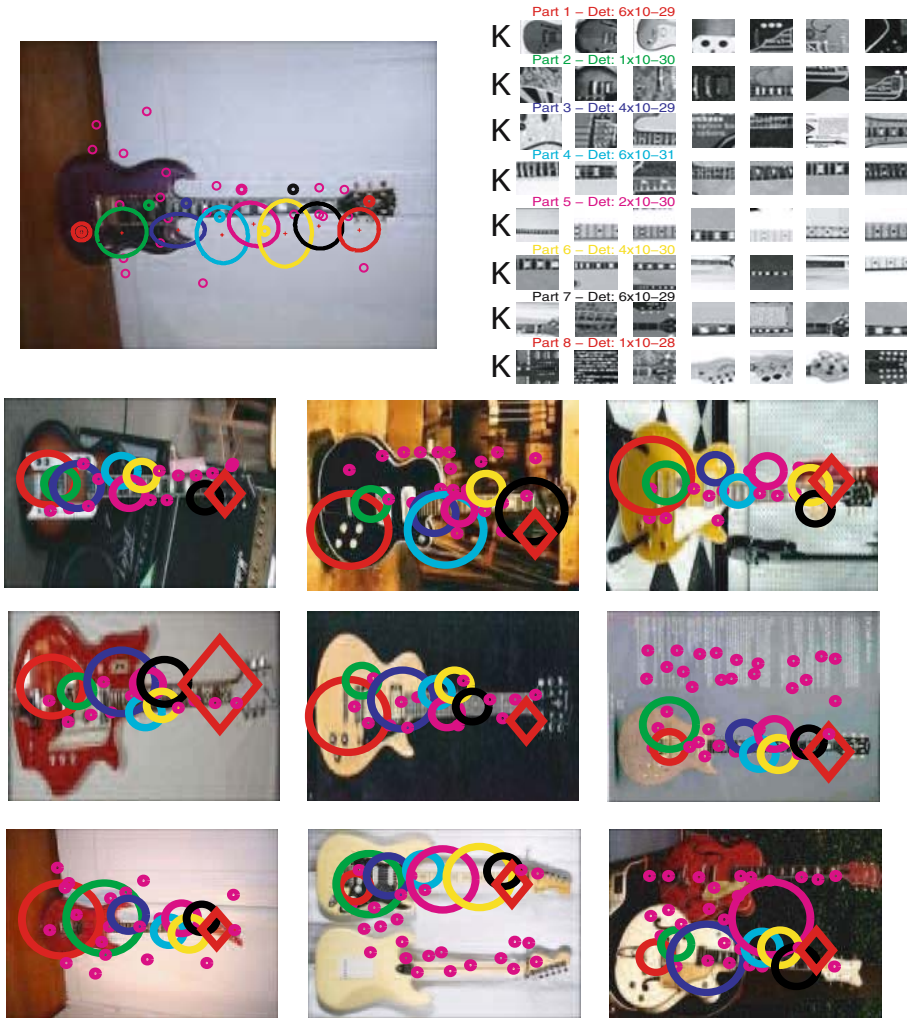 Part 1 – Det: 6x10–29
K
Part 2 – Det: 1x10–30
K
Part 3 – Det: 4x10–29
K
Part 4 – Det: 6x10–31
K
Part 5 – Det: 2x10–30
K
Part 6 – Det: 4x10–30
K
Part 7 – Det: 6x10–29
K
Part 8 – Det: 1x10–28
K